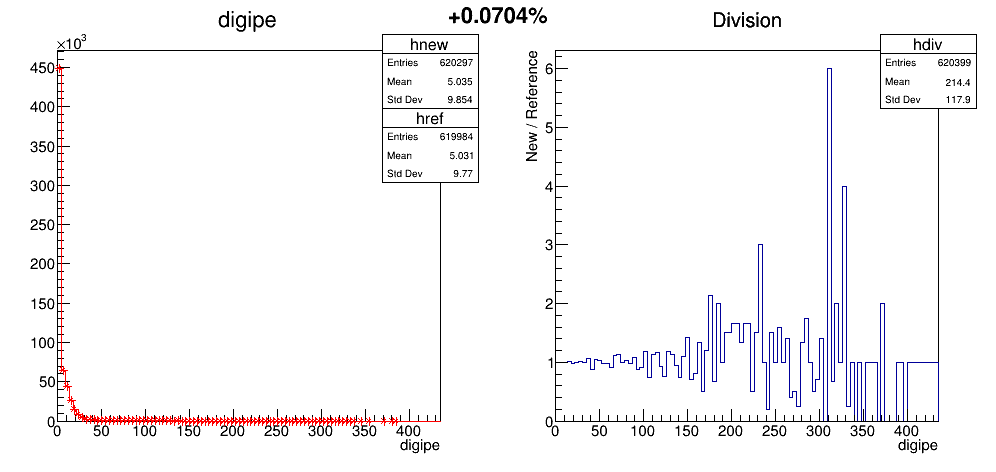 +0.0704%
digipe
×10³
hnew
Entries 620297
Mean 5.035
Std Dev 9.854
href
Entries 619984
Mean 5.031
Std Dev 9.77
450
400
350
300
250
200
150
100
50
0
0 50 100 150 200 250 300 350 400
digipe
Division
hdiv
Entries 620399
Mean 214.4
Std Dev 117.9
New / Reference
6
5
4
3
2
1
0
0 50 100 150 200 250 300 350 400
digipe